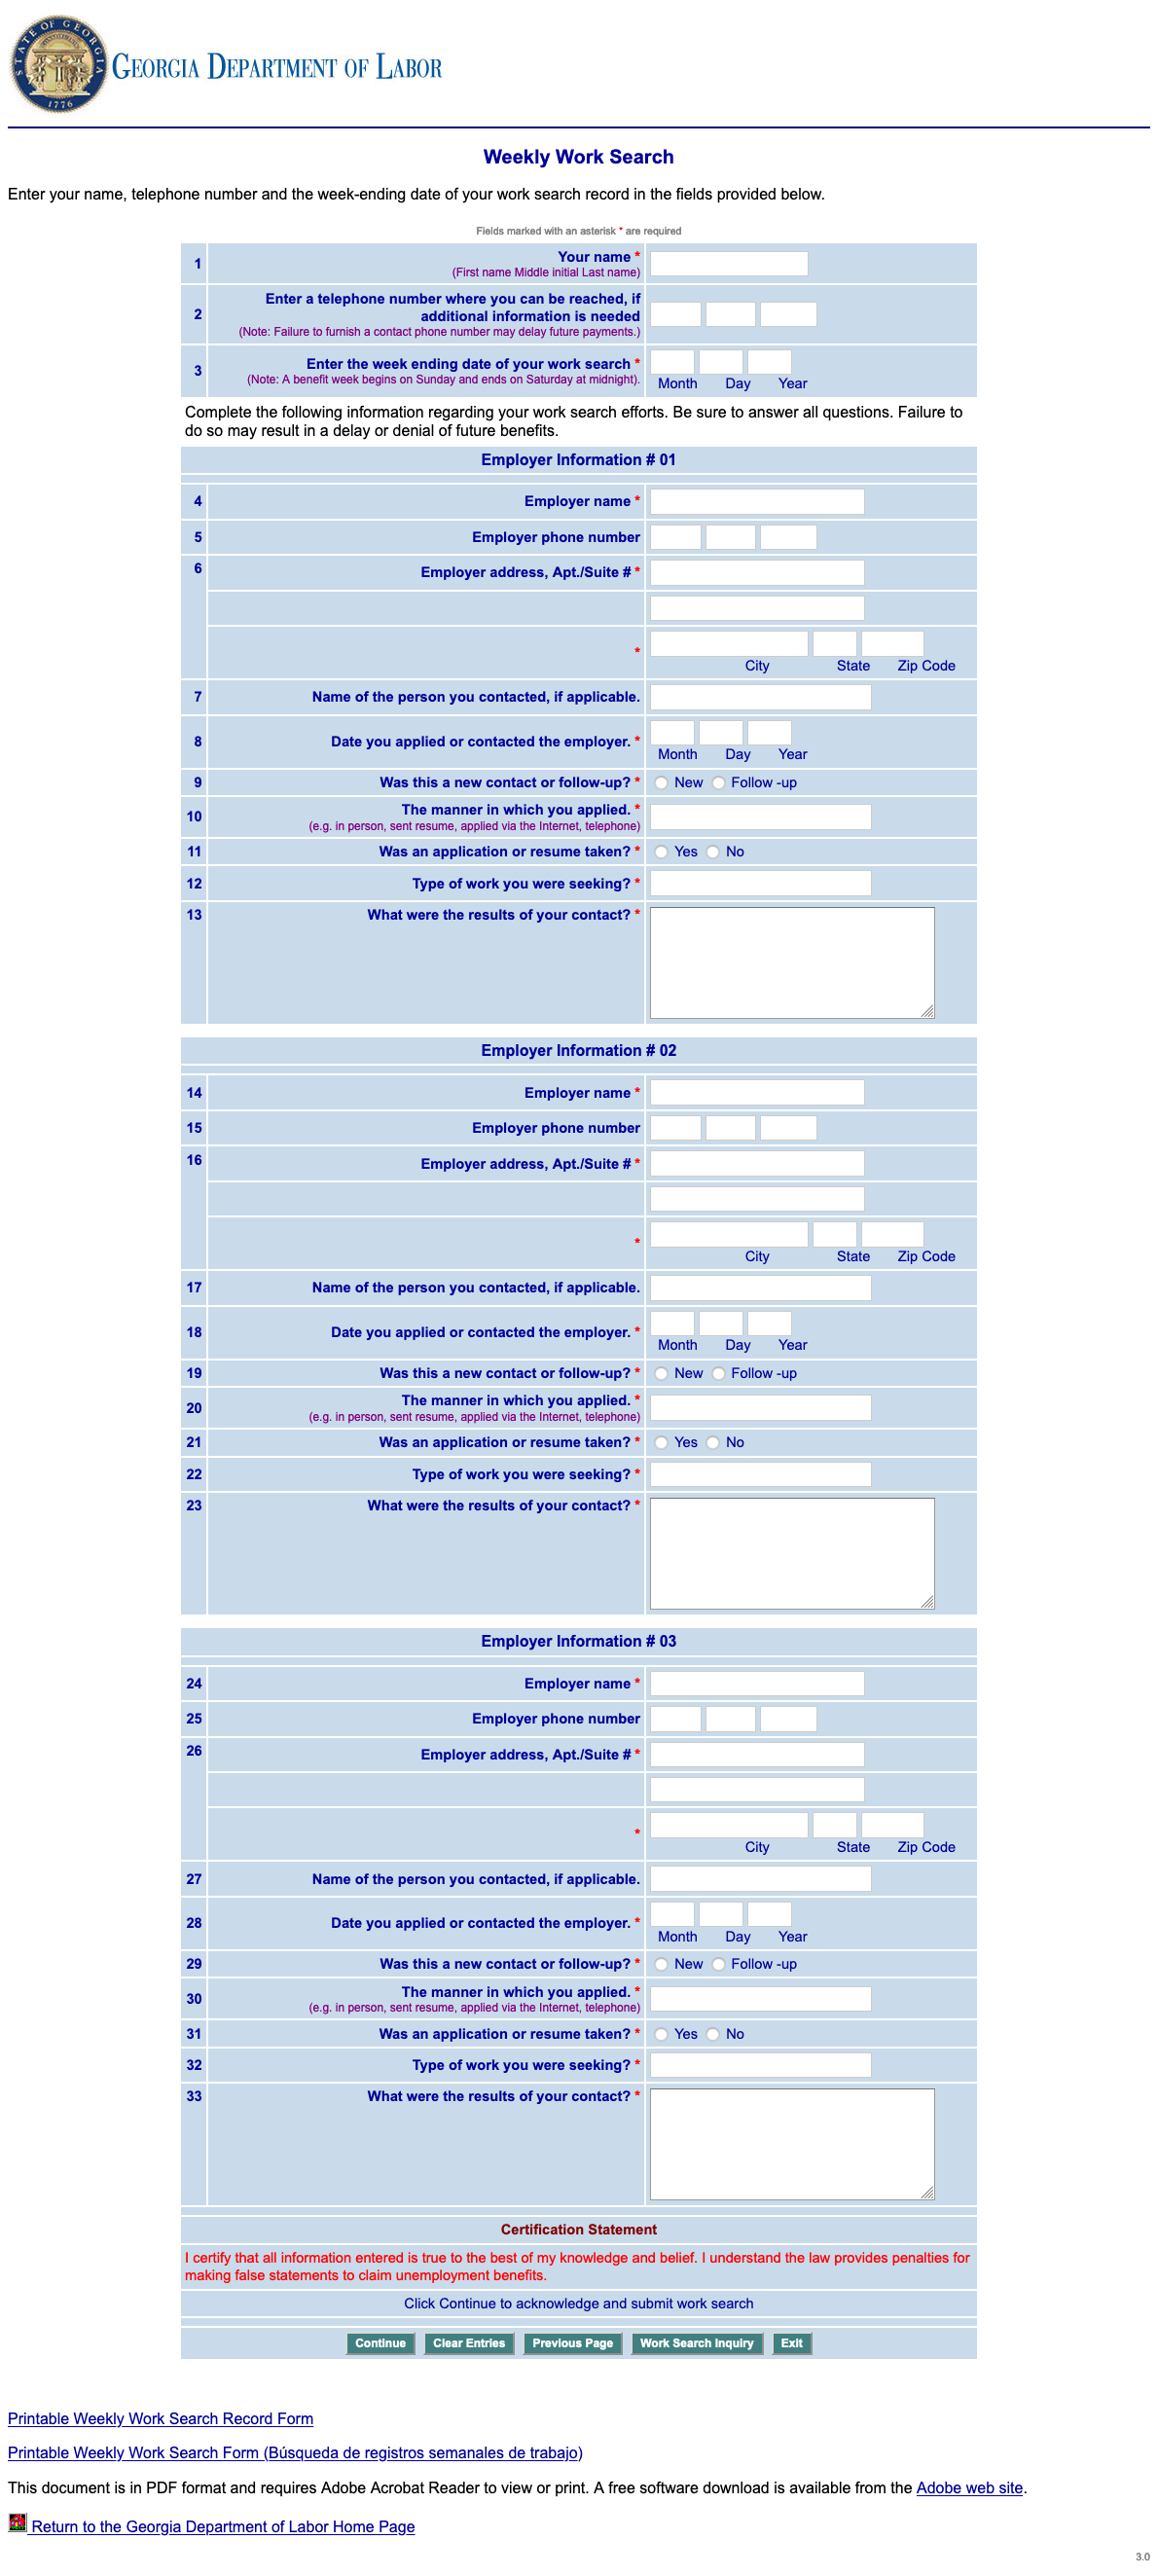 STATE OF GEORGIA
1776
GEORGIA DEPARTMENT OF LABOR
Weekly Work Search
Enter your name, telephone number and the week-ending date of your work search record in the fields provided below.
Fields marked with an asterisk * are required
1 Your name *
(First name Middle initial Last name)
2 Enter a telephone number where you can be reached, if
additional information is needed
(Note: Failure to furnish a contact phone number may delay future payments.)
3 Enter the week ending date of your work search *
(Note: A benefit week begins on Sunday and ends on Saturday at midnight).
Month Day Year
Complete the following information regarding your work search efforts. Be sure to answer all questions. Failure to
do so may result in a delay or denial of future benefits.
Employer Information # 01
4 Employer name *
5 Employer phone number
6 Employer address, Apt./Suite # *
*
City State Zip Code
7 Name of the person you contacted, if applicable.
8 Date you applied or contacted the employer. *
Month Day Year
9 Was this a new contact or follow-up? * New Follow -up
10 The manner in which you applied. *
(e.g. in person, sent resume, applied via the Internet, telephone)
11 Was an application or resume taken? * Yes No
12 Type of work you were seeking? *
13 What were the results of your contact? *
Employer Information # 02
14 Employer name *
15 Employer phone number
16 Employer address, Apt./Suite # *
*
City State Zip Code
17 Name of the person you contacted, if applicable.
18 Date you applied or contacted the employer. *
Month Day Year
19 Was this a new contact or follow-up? * New Follow -up
20 The manner in which you applied. *
(e.g. in person, sent resume, applied via the Internet, telephone)
21 Was an application or resume taken? * Yes No
22 Type of work you were seeking? *
23 What were the results of your contact? *
Employer Information # 03
24 Employer name *
25 Employer phone number
26 Employer address, Apt./Suite # *
*
City State Zip Code
27 Name of the person you contacted, if applicable.
28 Date you applied or contacted the employer. *
Month Day Year
29 Was this a new contact or follow-up? * New Follow -up
30 The manner in which you applied. *
(e.g. in person, sent resume, applied via the Internet, telephone)
31 Was an application or resume taken? * Yes No
32 Type of work you were seeking? *
33 What were the results of your contact? *
Certification Statement
I certify that all information entered is true to the best of my knowledge and belief. I understand the law provides penalties for
making false statements to claim unemployment benefits.
Click Continue to acknowledge and submit work search
Continue Clear Entries Previous Page Work Search Inquiry Exit
Printable Weekly Work Search Record Form
Printable Weekly Work Search Form (Búsqueda de registros semanales de trabajo)
This document is in PDF format and requires Adobe Acrobat Reader to view or print. A free software download is available from the Adobe web site.
Return to the Georgia Department of Labor Home Page
3.0